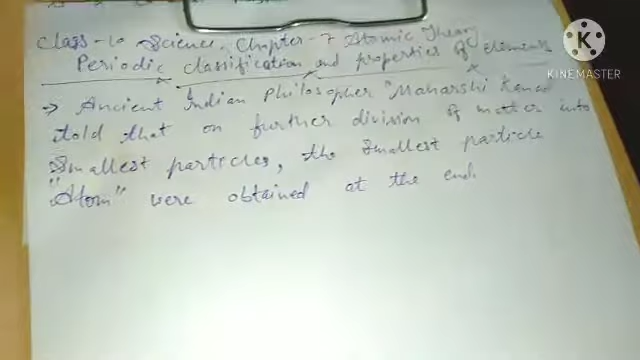 Class-10 Science, Chapter-7 Atomic Theory,
Periodic classification and properties of elements
→ Ancient Indian Philosopher "Maharshi Kanad
told that on further division of matter into
smallest particles, the smallest particle
"Atom" were obtained at the end.
KINEMASTER